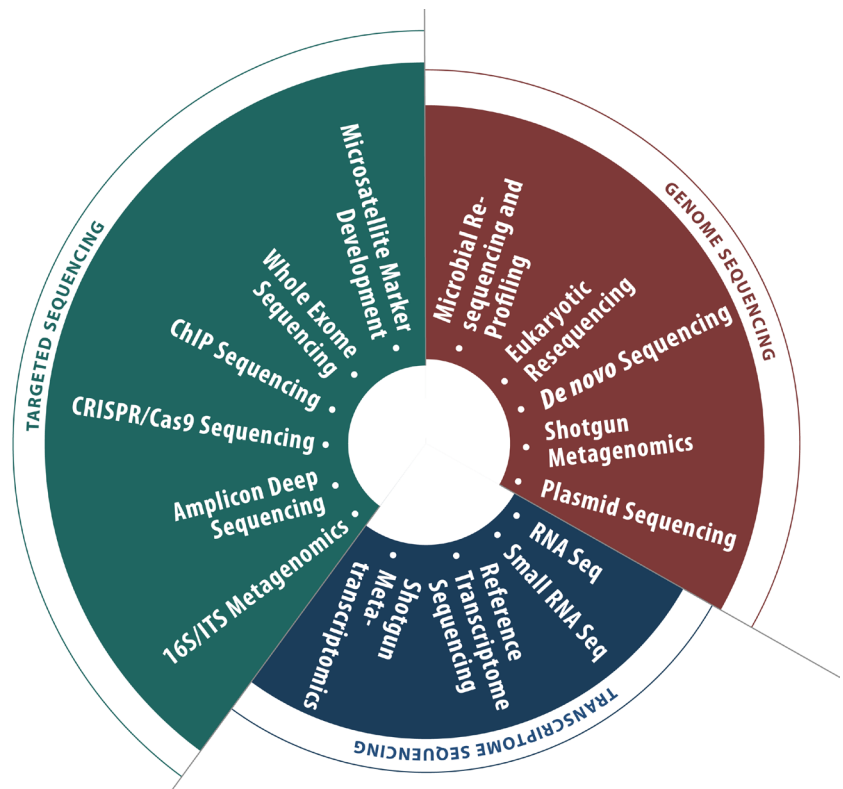 TARGETED SEQUENCING
Microsatellite Marker
Development
Whole Exome
Sequencing
ChIP Sequencing
CRISPR/Cas9 Sequencing
Amplicon Deep
Sequencing
16S/ITS Metagenomics
GENOME SEQUENCING
Microbial Re-
sequencing and
Profiling
Eukaryotic
Resequencing
De novo Sequencing
Shotgun
Metagenomics
Plasmid Sequencing
TRANSCRIPTOME SEQUENCING
RNA Seq
Small RNA Seq
Reference
Transcriptome
Sequencing
Shotgun
Meta-
transcriptomics